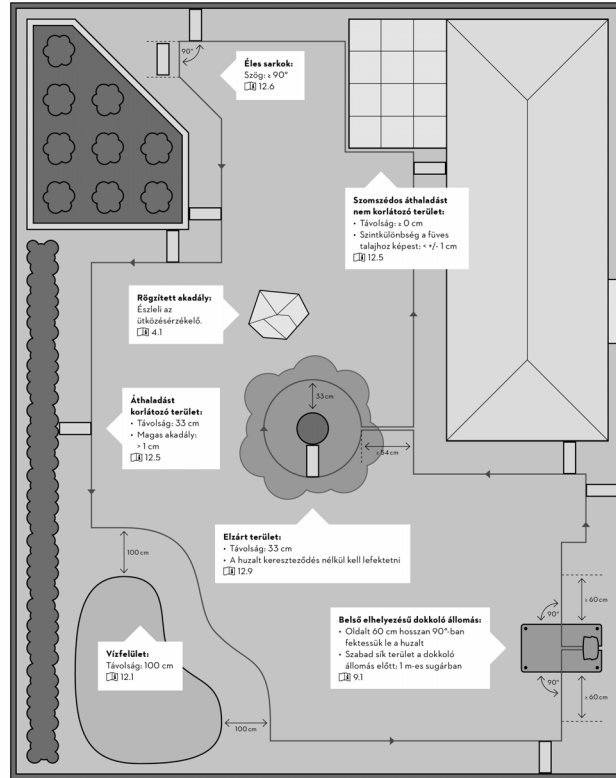 90°
Éles sarkok:
Szög: ≥ 90°
12.6
Szomszédos áthaladást
nem korlátozó terület:
• Távolság: ≥ 0 cm
• Szintkülönbség a füves
talajhoz képest: < +/- 1 cm
12.5
Rögzített akadály:
Észleli az
ütközésérzékelő.
4.1
33 cm
Áthaladást
korlátozó terület:
• Távolság: 33 cm
• Magas akadály:
> 1 cm
12.5
≥ 54 cm
Elzárt terület:
• Távolság: 33 cm
• A huzalt kereszteződés nélkül kell lefektetni
12.9
100 cm
≥ 60 cm
90°
Belső elhelyezésű dokkoló állomás:
• Oldalt 60 cm hosszan 90°-ban
fektessük le a huzalt
• Szabad sík terület a dokkoló
állomás előtt: 1 m-es sugárban
9.1
Vízfelület:
Távolság: 100 cm
12.1
90°
≥ 60 cm
100 cm